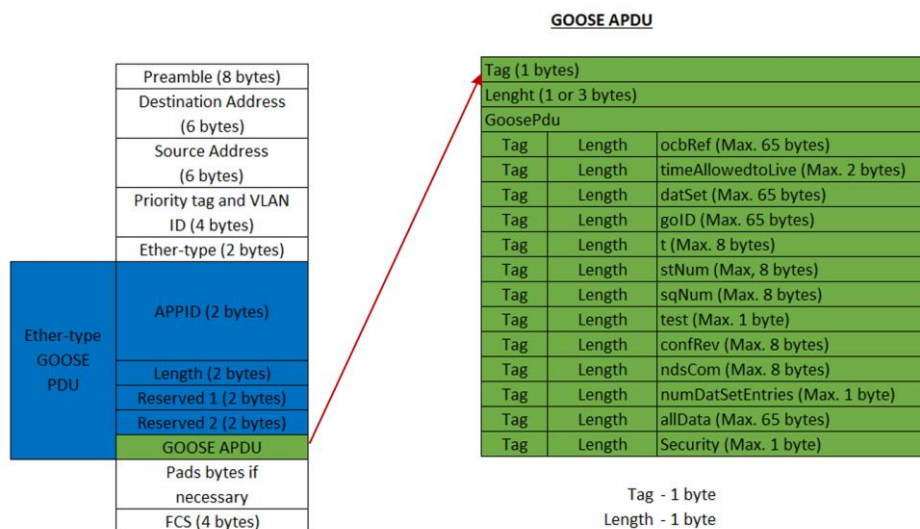 GOOSE APDU
Preamble (8 bytes)
Destination Address
(6 bytes)
Source Address
(6 bytes)
Priority tag and VLAN
ID (4 bytes)
Ether-type (2 bytes)
Ether-type
GOOSE
PDU
APPID (2 bytes)
Length (2 bytes)
Reserved 1 (2 bytes)
Reserved 2 (2 bytes)
GOOSE APDU
Pads bytes if
necessary
FCS (4 bytes)
Tag (1 bytes)
Lenght (1 or 3 bytes)
GoosePdu
Tag Length ocbRef (Max. 65 bytes)
Tag Length timeAllowedtoLive (Max. 2 bytes)
Tag Length datSet (Max. 65 bytes)
Tag Length goID (Max. 65 bytes)
Tag Length t (Max. 8 bytes)
Tag Length stNum (Max, 8 bytes)
Tag Length sqNum (Max. 8 bytes)
Tag Length test (Max. 1 byte)
Tag Length confRev (Max. 8 bytes)
Tag Length ndsCom (Max. 8 bytes)
Tag Length numDatSetEntries (Max. 1 byte)
Tag Length allData (Max. 65 bytes)
Tag Length Security (Max. 1 byte)
Tag - 1 byte
Length - 1 byte